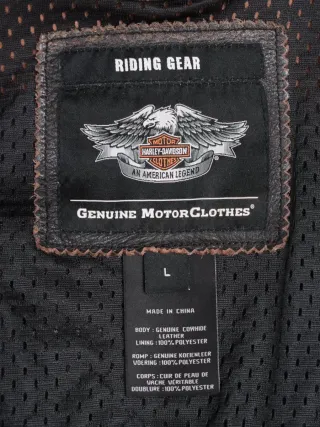 RIDING GEAR
MOTOR
HARLEY-DAVIDSON
CLOTHES
AN AMERICAN LEGEND
GENUINE MOTORCLOTHES®
L
MADE IN CHINA
BODY : GENUINE COWHIDE
LEATHER
LINING : 100% POLYESTER
ROMP : GENUINE KOEIENLEER
VOERING : 100% POLYESTER
CORPS : CUIR DE PEAU DE
VACHE VÉRITABLE
DOUBLURE : 100% POLYESTER